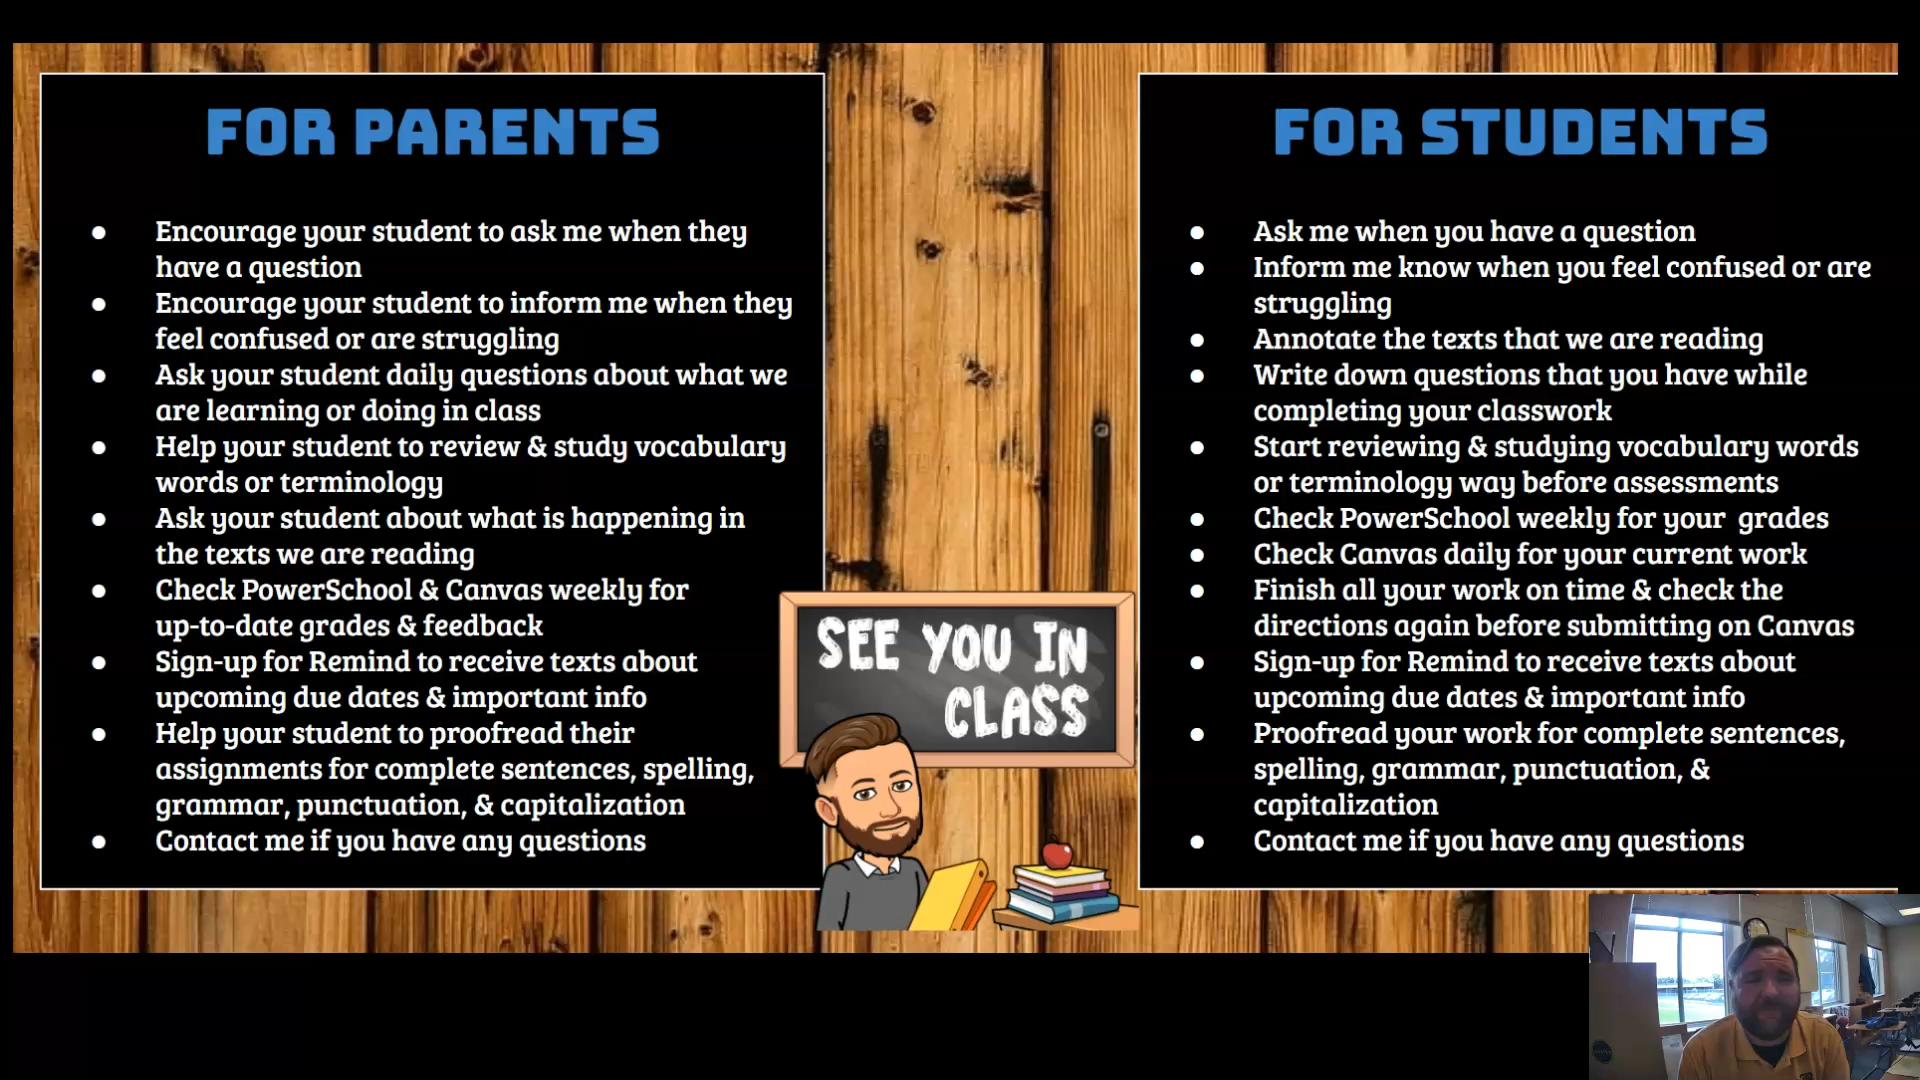 FOR PARENTS
● Encourage your student to ask me when they
have a question
● Encourage your student to inform me when they
feel confused or are struggling
● Ask your student daily questions about what we
are learning or doing in class
● Help your student to review & study vocabulary
words or terminology
● Ask your student about what is happening in
the texts we are reading
● Check PowerSchool & Canvas weekly for
up-to-date grades & feedback
● Sign-up for Remind to receive texts about
upcoming due dates & important info
● Help your student to proofread their
assignments for complete sentences, spelling,
grammar, punctuation, & capitalization
● Contact me if you have any questions
SEE YOU IN
CLASS
FOR STUDENTS
● Ask me when you have a question
● Inform me know when you feel confused or are
struggling
● Annotate the texts that we are reading
● Write down questions that you have while
completing your classwork
● Start reviewing & studying vocabulary words
or terminology way before assessments
● Check PowerSchool weekly for your grades
● Check Canvas daily for your current work
● Finish all your work on time & check the
directions again before submitting on Canvas
● Sign-up for Remind to receive texts about
upcoming due dates & important info
● Proofread your work for complete sentences,
spelling, grammar, punctuation, &
capitalization
● Contact me if you have any questions